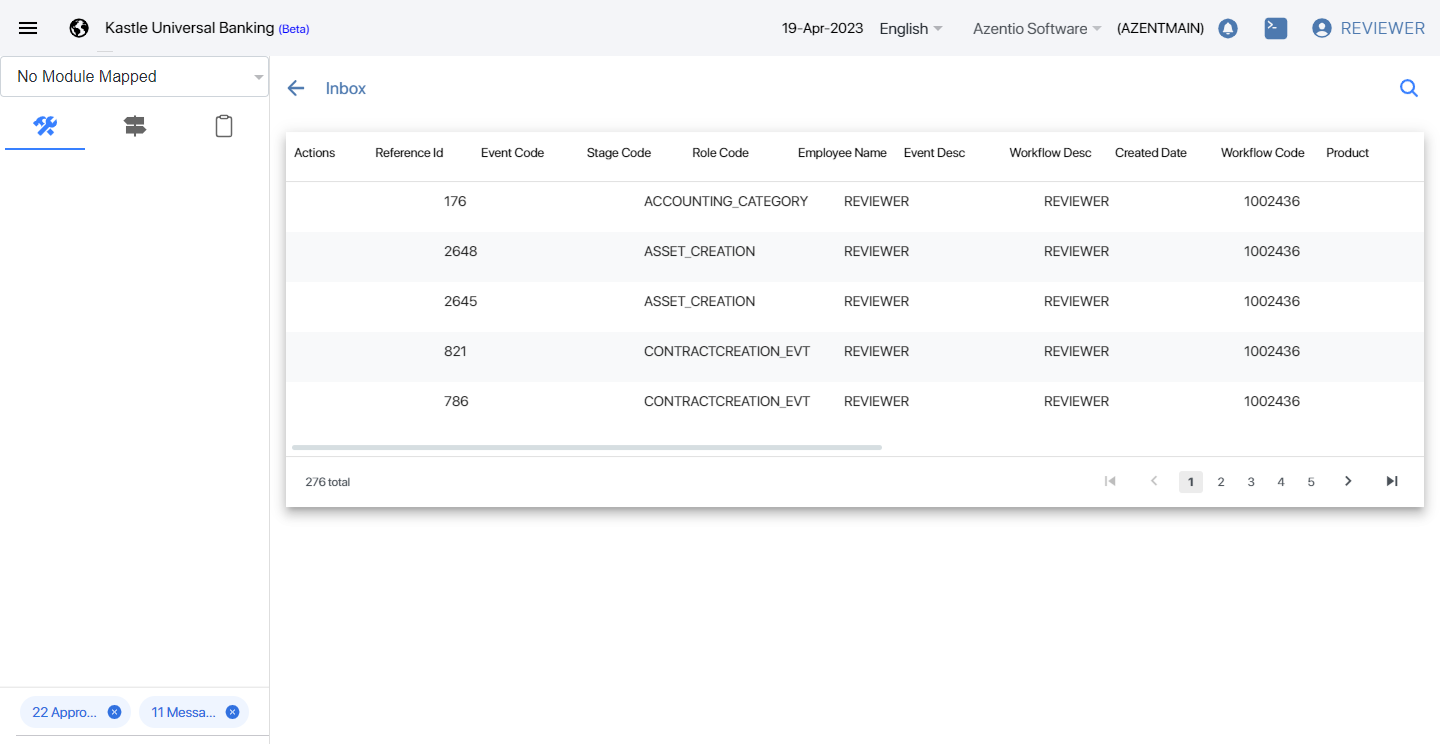 Kastle Universal Banking (Beta) 19-Apr-2023 English Azentio Software (AZENTMAIN) REVIEWER
No Module Mapped
Inbox
Actions Reference Id Event Code Stage Code Role Code Employee Name Event Desc Workflow Desc Created Date Workflow Code Product
176 ACCOUNTING_CATEGORY REVIEWER REVIEWER 1002436
2648 ASSET_CREATION REVIEWER REVIEWER 1002436
2645 ASSET_CREATION REVIEWER REVIEWER 1002436
821 CONTRACTCREATION_EVT REVIEWER REVIEWER 1002436
786 CONTRACTCREATION_EVT REVIEWER REVIEWER 1002436
276 total 1 2 3 4 5
22 Appro... 11 Messa...